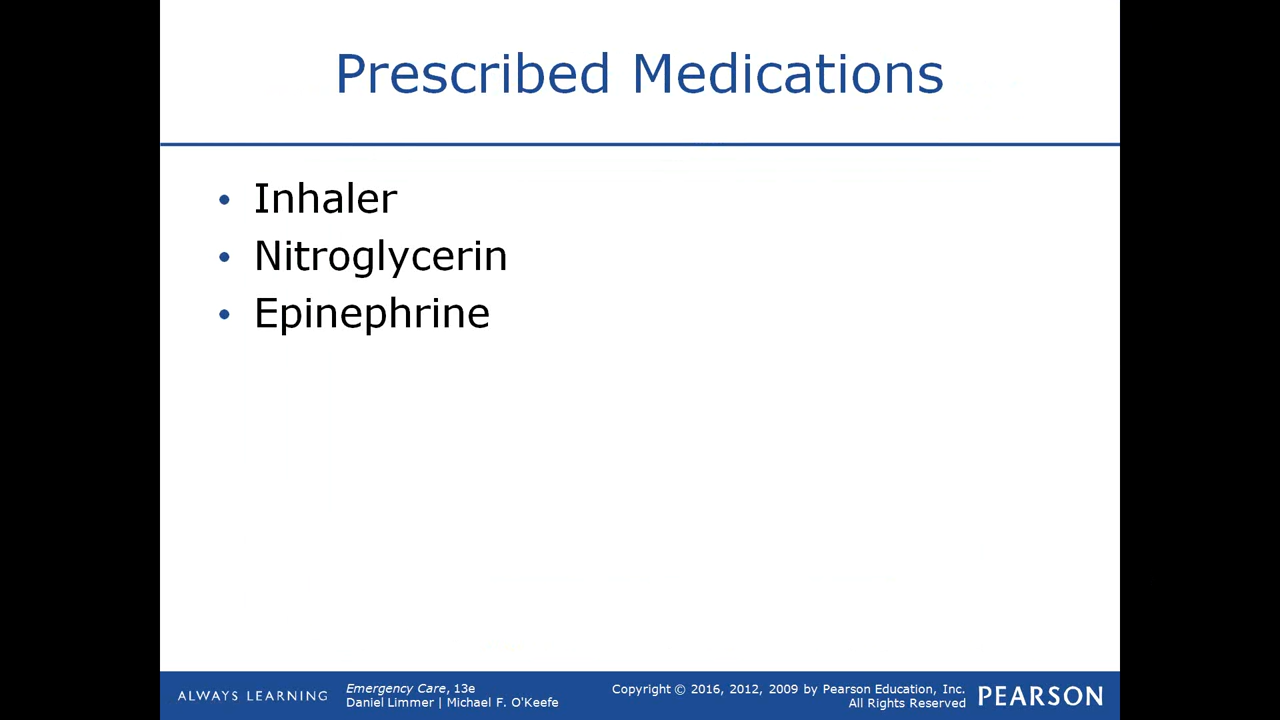 Prescribed Medications
• Inhaler
• Nitroglycerin
• Epinephrine
ALWAYS LEARNING
Emergency Care, 13e
Daniel Limmer | Michael F. O'Keefe
Copyright © 2016, 2012, 2009 by Pearson Education, Inc.
All Rights Reserved
PEARSON